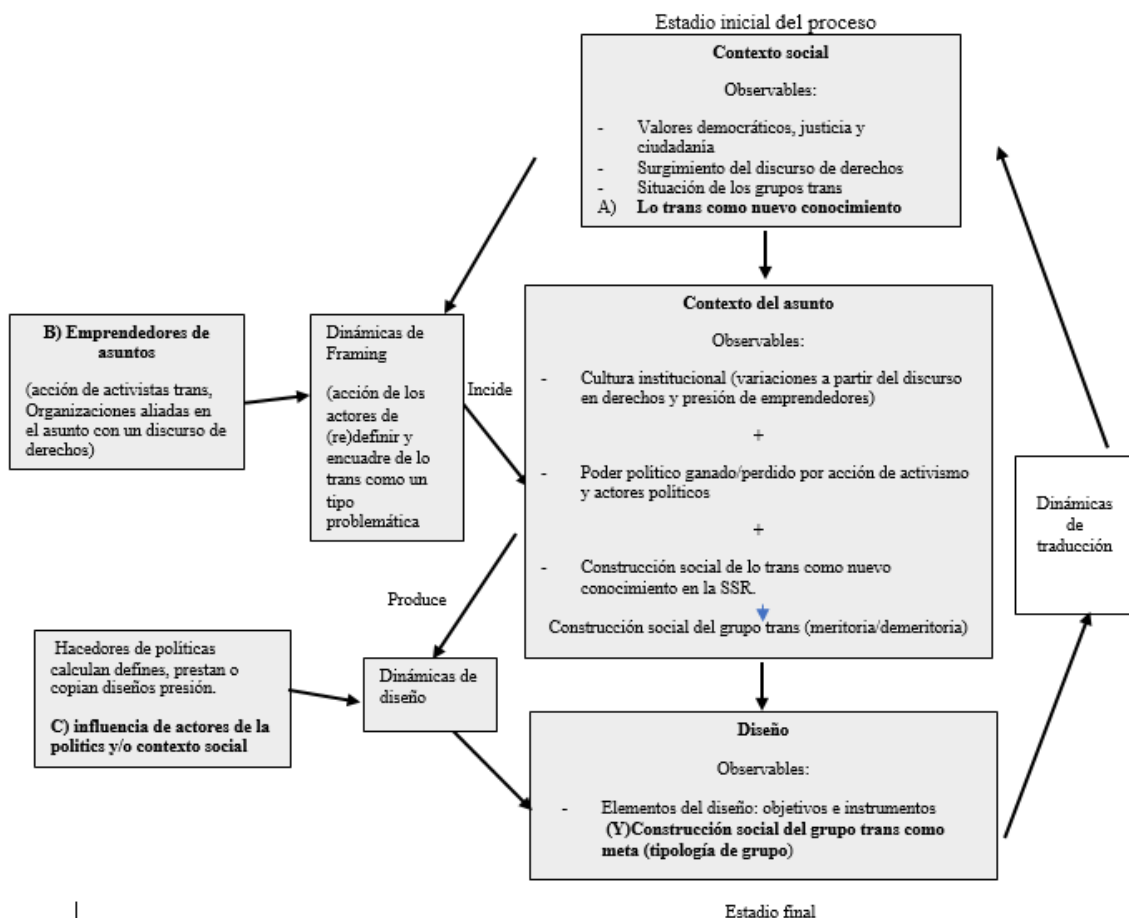 Estadio inicial del proceso
Contexto social
Observables:
- Valores democráticos, justicia y
ciudadanía
- Surgimiento del discurso de derechos
- Situación de los grupos trans
A) Lo trans como nuevo conocimiento
B) Emprendedores de
asuntos
(acción de activistas trans,
Organizaciones aliadas en
el asunto con un discurso de
derechos)
Dinámicas de
Framing
(acción de los
actores de
(re)definir y
encuadre de lo
trans como un
tipo
problemática
Incide
Contexto del asunto
Observables:
- Cultura institucional (variaciones a partir del discurso
en derechos y presión de emprendedores)
+
- Poder politico ganado/perdido por acción de activismo
y actores políticos
+
- Construcción social de lo trans como nuevo
conocimiento en la SSR.
Construcción social del grupo trans (meritoria/demeritoria)
Dinámicas
de
traducción
Produce
Hacedores de políticas
calculan defines, prestan o
copian diseños presión.
C) influencia de actores de la
politics y/o contexto social
Dinámicas de
diseño
Diseño
Observables:
- Elementos del diseño: objetivos e instrumentos
(Y)Construcción social del grupo trans como
meta (tipología de grupo)
Estadio final